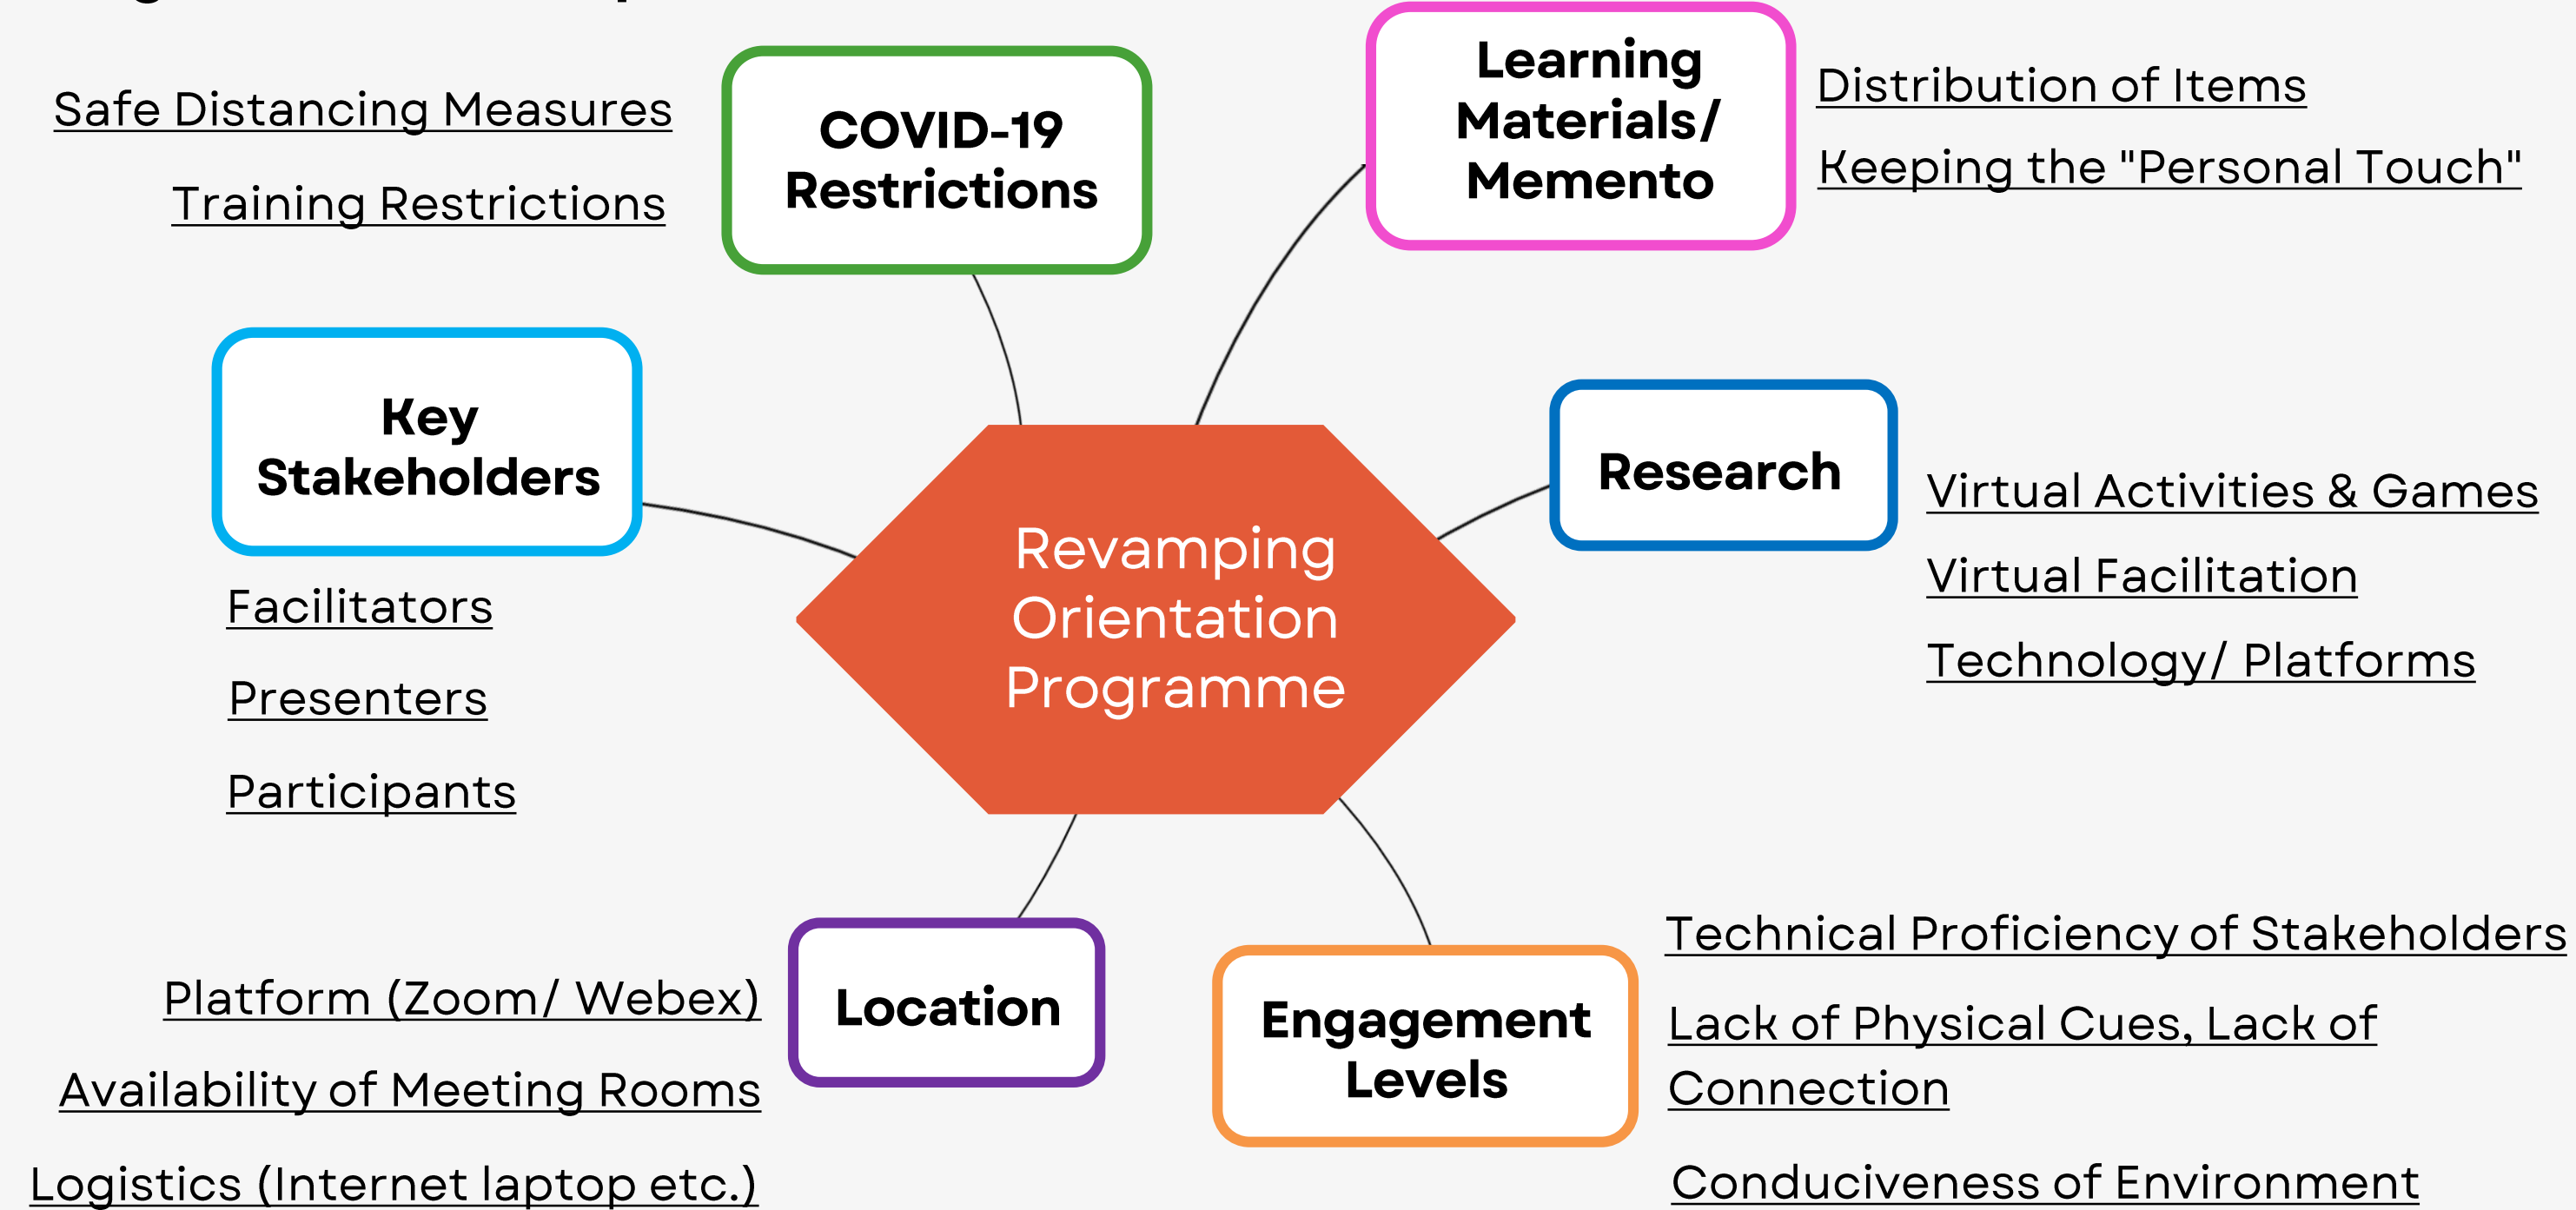 Safe Distancing Measures
Training Restrictions
COVID-19
Restrictions
Learning
Materials/
Memento
Distribution of Items
Keeping the "Personal Touch"
Key
Stakeholders
Facilitators
Presenters
Participants
Revamping
Orientation
Programme
Research
Virtual Activities & Games
Virtual Facilitation
Technology/ Platforms
Platform (Zoom/ Webex)
Availability of Meeting Rooms
Logistics (Internet laptop etc.)
Location
Engagement
Levels
Technical Proficiency of Stakeholders
Lack of Physical Cues, Lack of
Connection
Conduciveness of Environment